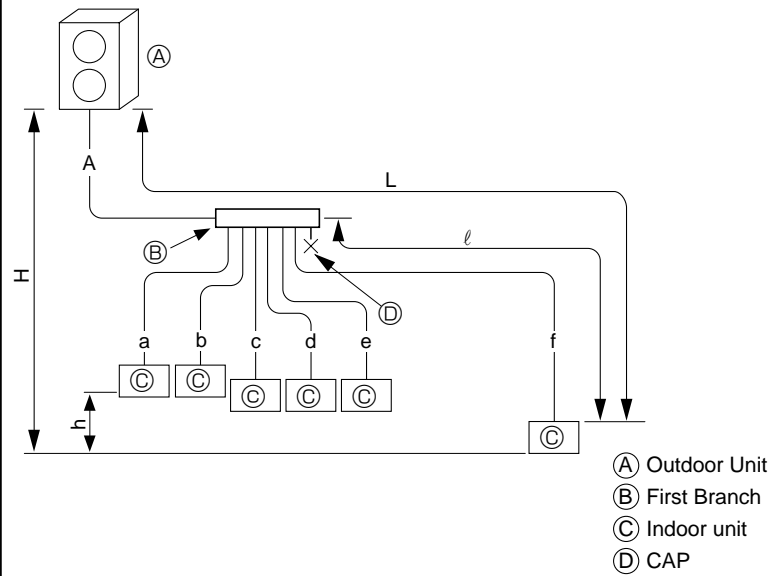 Ⓐ
A
L
ℓ
Ⓑ
H
Ⓓ
a b c d e f
Ⓒ Ⓒ Ⓒ Ⓒ Ⓒ
h
Ⓒ
Ⓐ Outdoor Unit
Ⓑ First Branch
Ⓒ Indoor unit
Ⓓ CAP